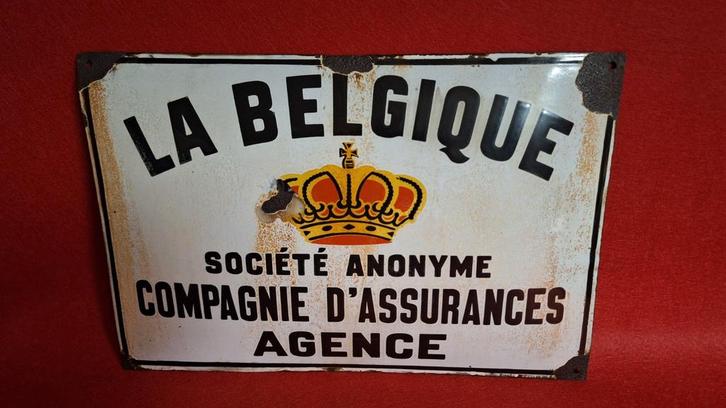 LA BELGIQUE
SOCIÉTÉ ANONYME
COMPAGNIE D'ASSURANCES
AGENCE